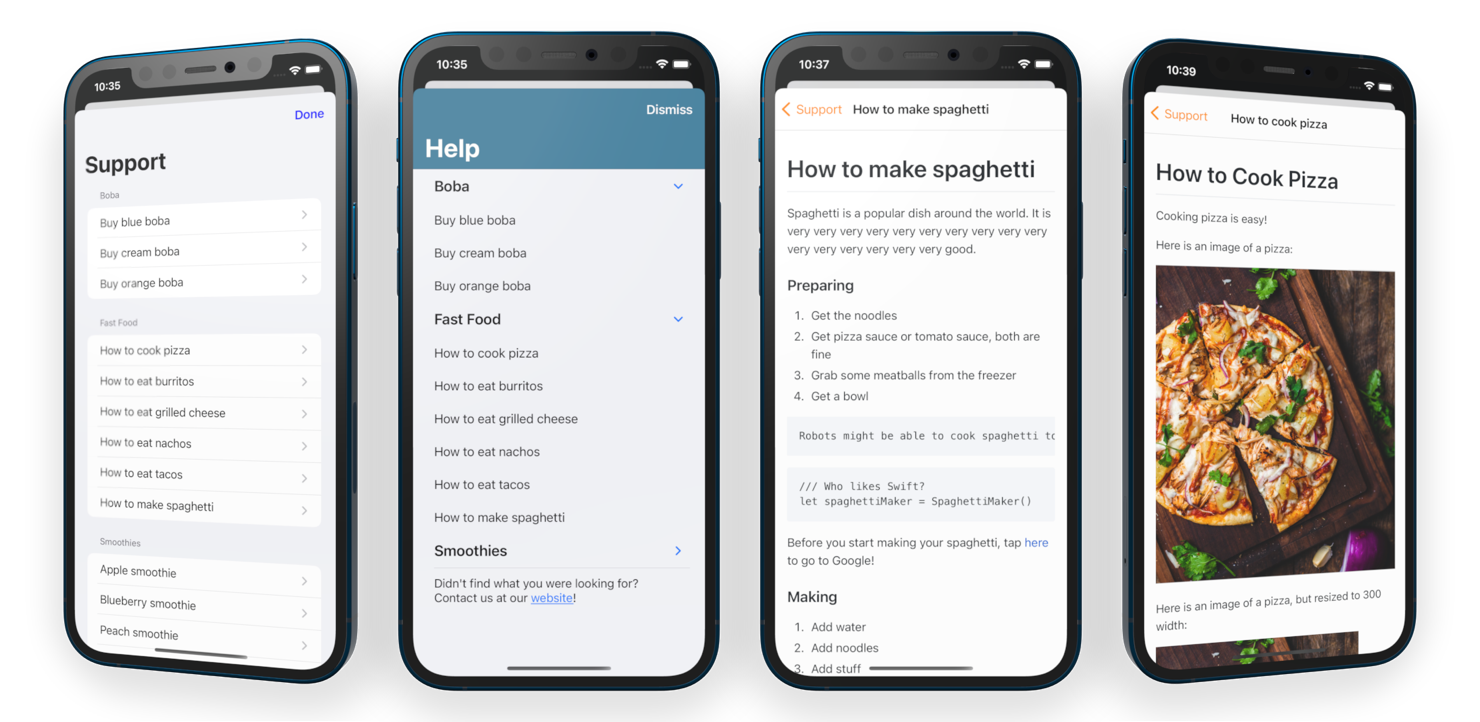 10:35
Done
Support
Boba
Buy blue boba
Buy cream boba
Buy orange boba
Fast Food
How to cook pizza
How to eat burritos
How to eat grilled cheese
How to eat nachos
How to eat tacos
How to make spaghetti
Smoothies
Apple smoothie
Blueberry smoothie
Peach smoothie
10:35
Dismiss
Help
Boba
Buy blue boba
Buy cream boba
Buy orange boba
Fast Food
How to cook pizza
How to eat burritos
How to eat grilled cheese
How to eat nachos
How to eat tacos
How to make spaghetti
Smoothies
Didn't find what you were looking for?
Contact us at our website!
10:37
Support How to make spaghetti
How to make spaghetti
Spaghetti is a popular dish around the world. It is
very very very very very very very very very very
very very very very very very good.
Preparing
1. Get the noodles
2. Get pizza sauce or tomato sauce, both are
fine
3. Grab some meatballs from the freezer
4. Get a bowl
Robots might be able to cook spaghetti to
/// Who likes Swift?
let spaghettiMaker = SpaghettiMaker()
Before you start making your spaghetti, tap here
to go to Google!
Making
1. Add water
2. Add noodles
3. Add stuff
10:39
Support How to cook pizza
How to Cook Pizza
Cooking pizza is easy!
Here is an image of a pizza:
Here is an image of a pizza, but resized to 300
width: